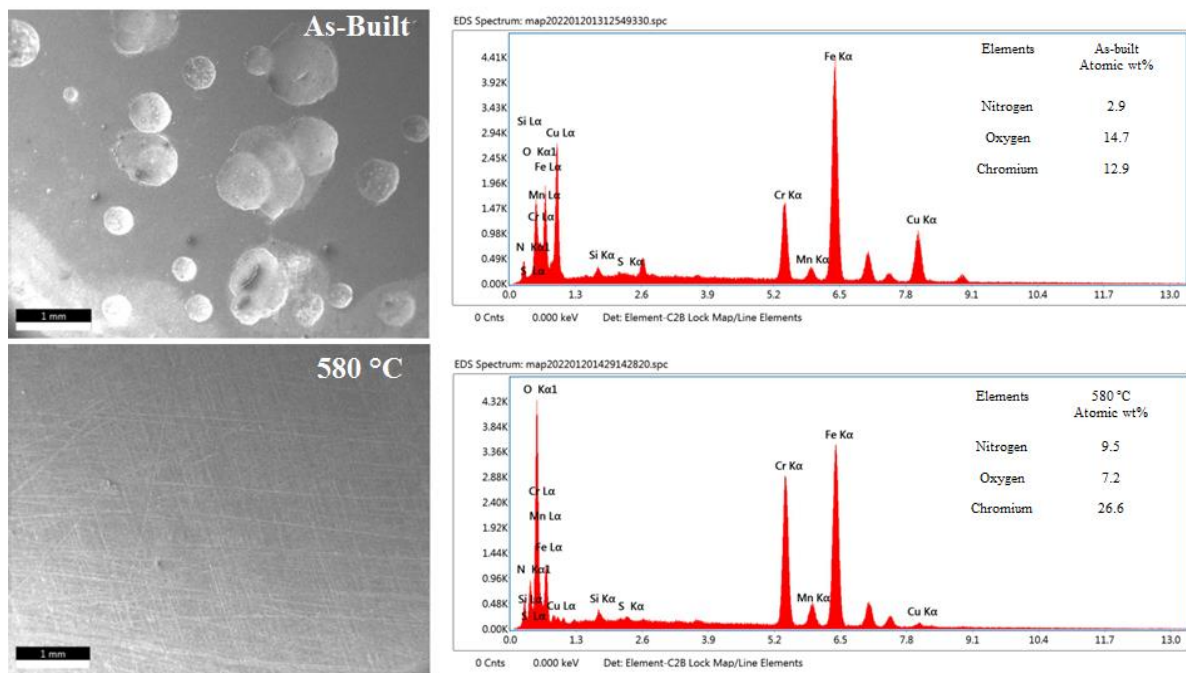 As-Built
1 mm
EDS Spectrum: map202201201312549330.spc
4.41K
3.92K
3.43K
2.94K
2.45K
1.96K
1.47K
0.98K
0.49K
0.00K
Si Lα
O Kα1
Fe Lα
Mn Lα
Cr Lα
N Kα1
S Lα
Cu Lα
Si Kα
S Kα
Cr Kα
Mn Kα
Fe Kα
Cu Kα
0.0 1.3 2.6 3.9 5.2 6.5 7.8 9.1 10.4 11.7 13.0
Elements As-built
Atomic wt%
Nitrogen 2.9
Oxygen 14.7
Chromium 12.9
0 Cnts 0.000 keV Det: Element-C2B Lock Map/Line Elements
580 °C
1 mm
EDS Spectrum: map202201201429142820.spc
4.32K
3.84K
3.36K
2.88K
2.40K
1.92K
1.44K
0.96K
0.48K
0.00K
O Kα1
Cr Lα
Mn Lα
Fe Lα
N Kα1
Si Lα
S Lα
Cu Lα
Si Kα
S Kα
Cr Kα
Mn Kα
Fe Kα
Cu Kα
0.0 1.3 2.6 3.9 5.2 6.5 7.8 9.1 10.4 11.7 13.0
Elements 580 °C
Atomic wt%
Nitrogen 9.5
Oxygen 7.2
Chromium 26.6
0 Cnts 0.000 keV Det: Element-C2B Lock Map/Line Elements